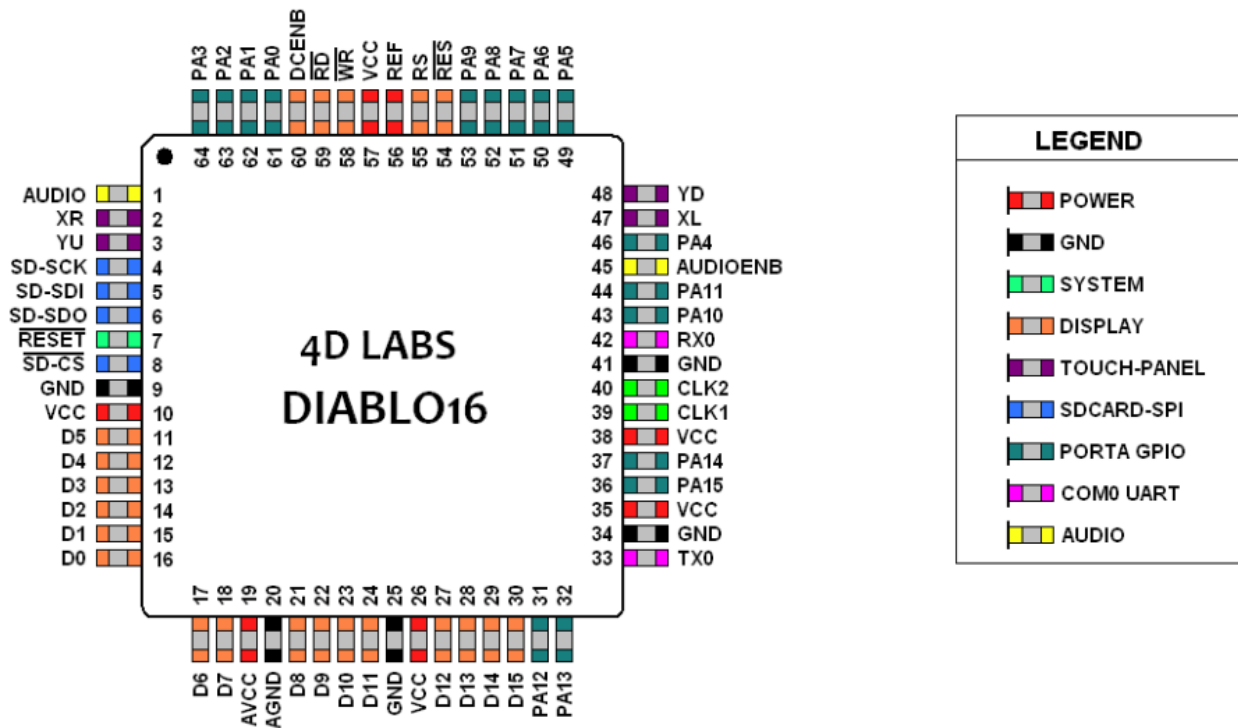 PA3 PA2 PA1 PA0 DCENB RD WR VCC REF RS RES PA9 PA8 PA7 PA6 PA5
64 63 62 61 60 59 58 57 56 55 54 53 52 51 50 49
AUDIO 1
XR 2
YU 3
SD-SCK 4
SD-SDI 5
SD-SDO 6
RESET 7
SD-CS 8
GND 9
VCC 10
D5 11
D4 12
D3 13
D2 14
D1 15
D0 16
4D LABS
DIABLO16
48 YD
47 XL
46 PA4
45 AUDIOENB
44 PA11
43 PA10
42 RX0
41 GND
40 CLK2
39 CLK1
38 VCC
37 PA14
36 PA15
35 VCC
34 GND
33 TX0
17 18 19 20 21 22 23 24 25 26 27 28 29 30 31 32
D6 D7 AVCC AGND D8 D9 D10 D11 GND VCC D12 D13 D14 D15 PA12 PA13
LEGEND
POWER
GND
SYSTEM
DISPLAY
TOUCH-PANEL
SDCARD-SPI
PORTA GPIO
COM0 UART
AUDIO